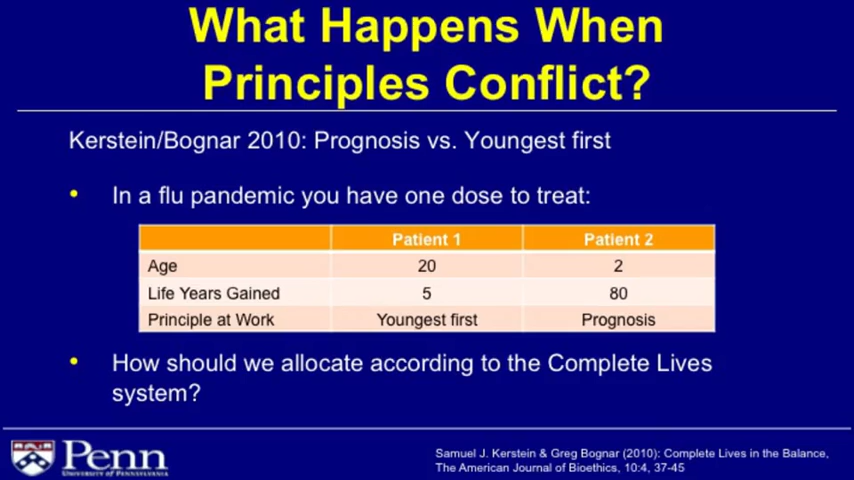 What Happens When
Principles Conflict?
Kerstein/Bognar 2010: Prognosis vs. Youngest first
• In a flu pandemic you have one dose to treat:
Patient 1 Patient 2
Age 20 2
Life Years Gained 5 80
Principle at Work Youngest first Prognosis
• How should we allocate according to the Complete Lives
system?
Penn
University of Pennsylvania
Samuel J. Kerstein & Greg Bognar (2010): Complete Lives in the Balance,
The American Journal of Bioethics, 10:4, 37-45